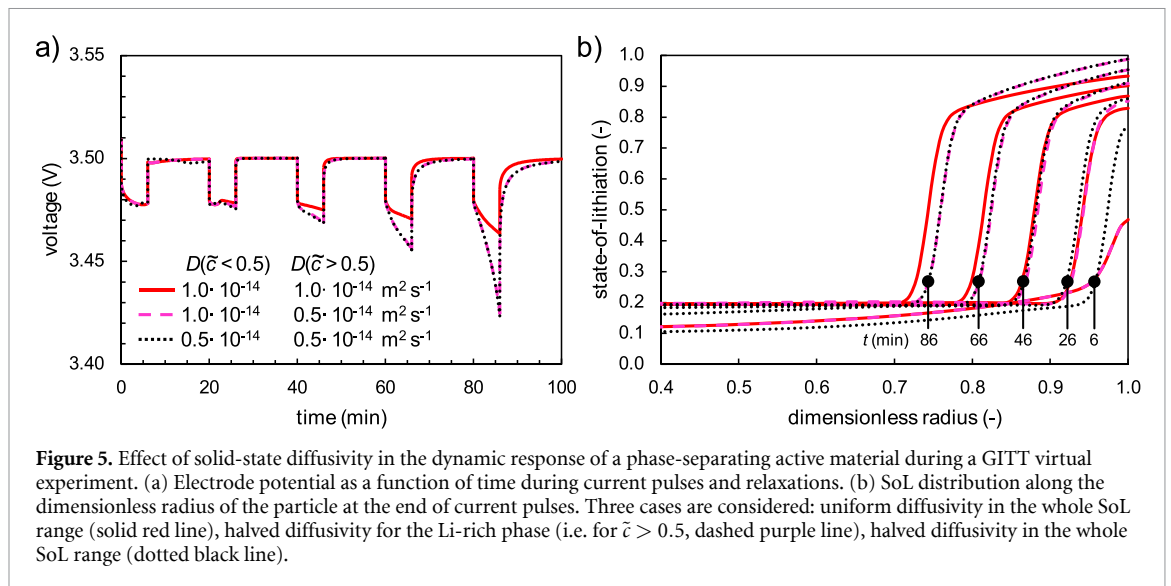 a)
3.55
3.50
3.45
3.40
voltage (V)
D(c̃ < 0.5) D(c̃ > 0.5)
1.0· 10⁻¹⁴ 1.0· 10⁻¹⁴ m² s⁻¹
1.0· 10⁻¹⁴ 0.5· 10⁻¹⁴ m² s⁻¹
0.5· 10⁻¹⁴ 0.5· 10⁻¹⁴ m² s⁻¹
0 20 40 60 80 100
time (min)
b)
1.0
0.9
0.8
0.7
0.6
0.5
0.4
0.3
0.2
0.1
0.0
state-of-lithiation (-)
t (min) 86 66 46 26 6
0.4 0.5 0.6 0.7 0.8 0.9 1.0
dimensionless radius (-)
Figure 5. Effect of solid-state diffusivity in the dynamic response of a phase-separating active material during a GITT virtual
experiment. (a) Electrode potential as a function of time during current pulses and relaxations. (b) SoL distribution along the
dimensionless radius of the particle at the end of current pulses. Three cases are considered: uniform diffusivity in the whole SoL
range (solid red line), halved diffusivity for the Li-rich phase (i.e. for c̃ > 0.5, dashed purple line), halved diffusivity in the whole
SoL range (dotted black line).